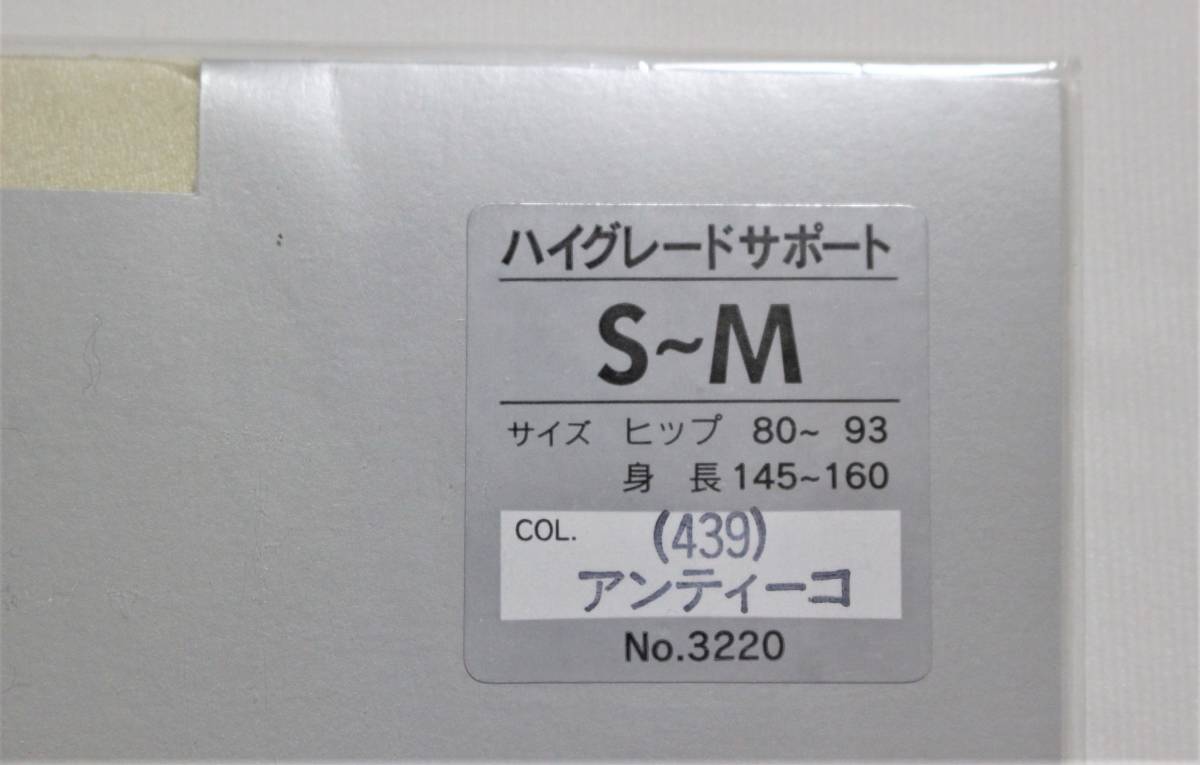 ハイグレードサポート
S~M
サイズ ヒップ 80~ 93
身 長 145~160
COL. (439)
アンティーコ
No.3220